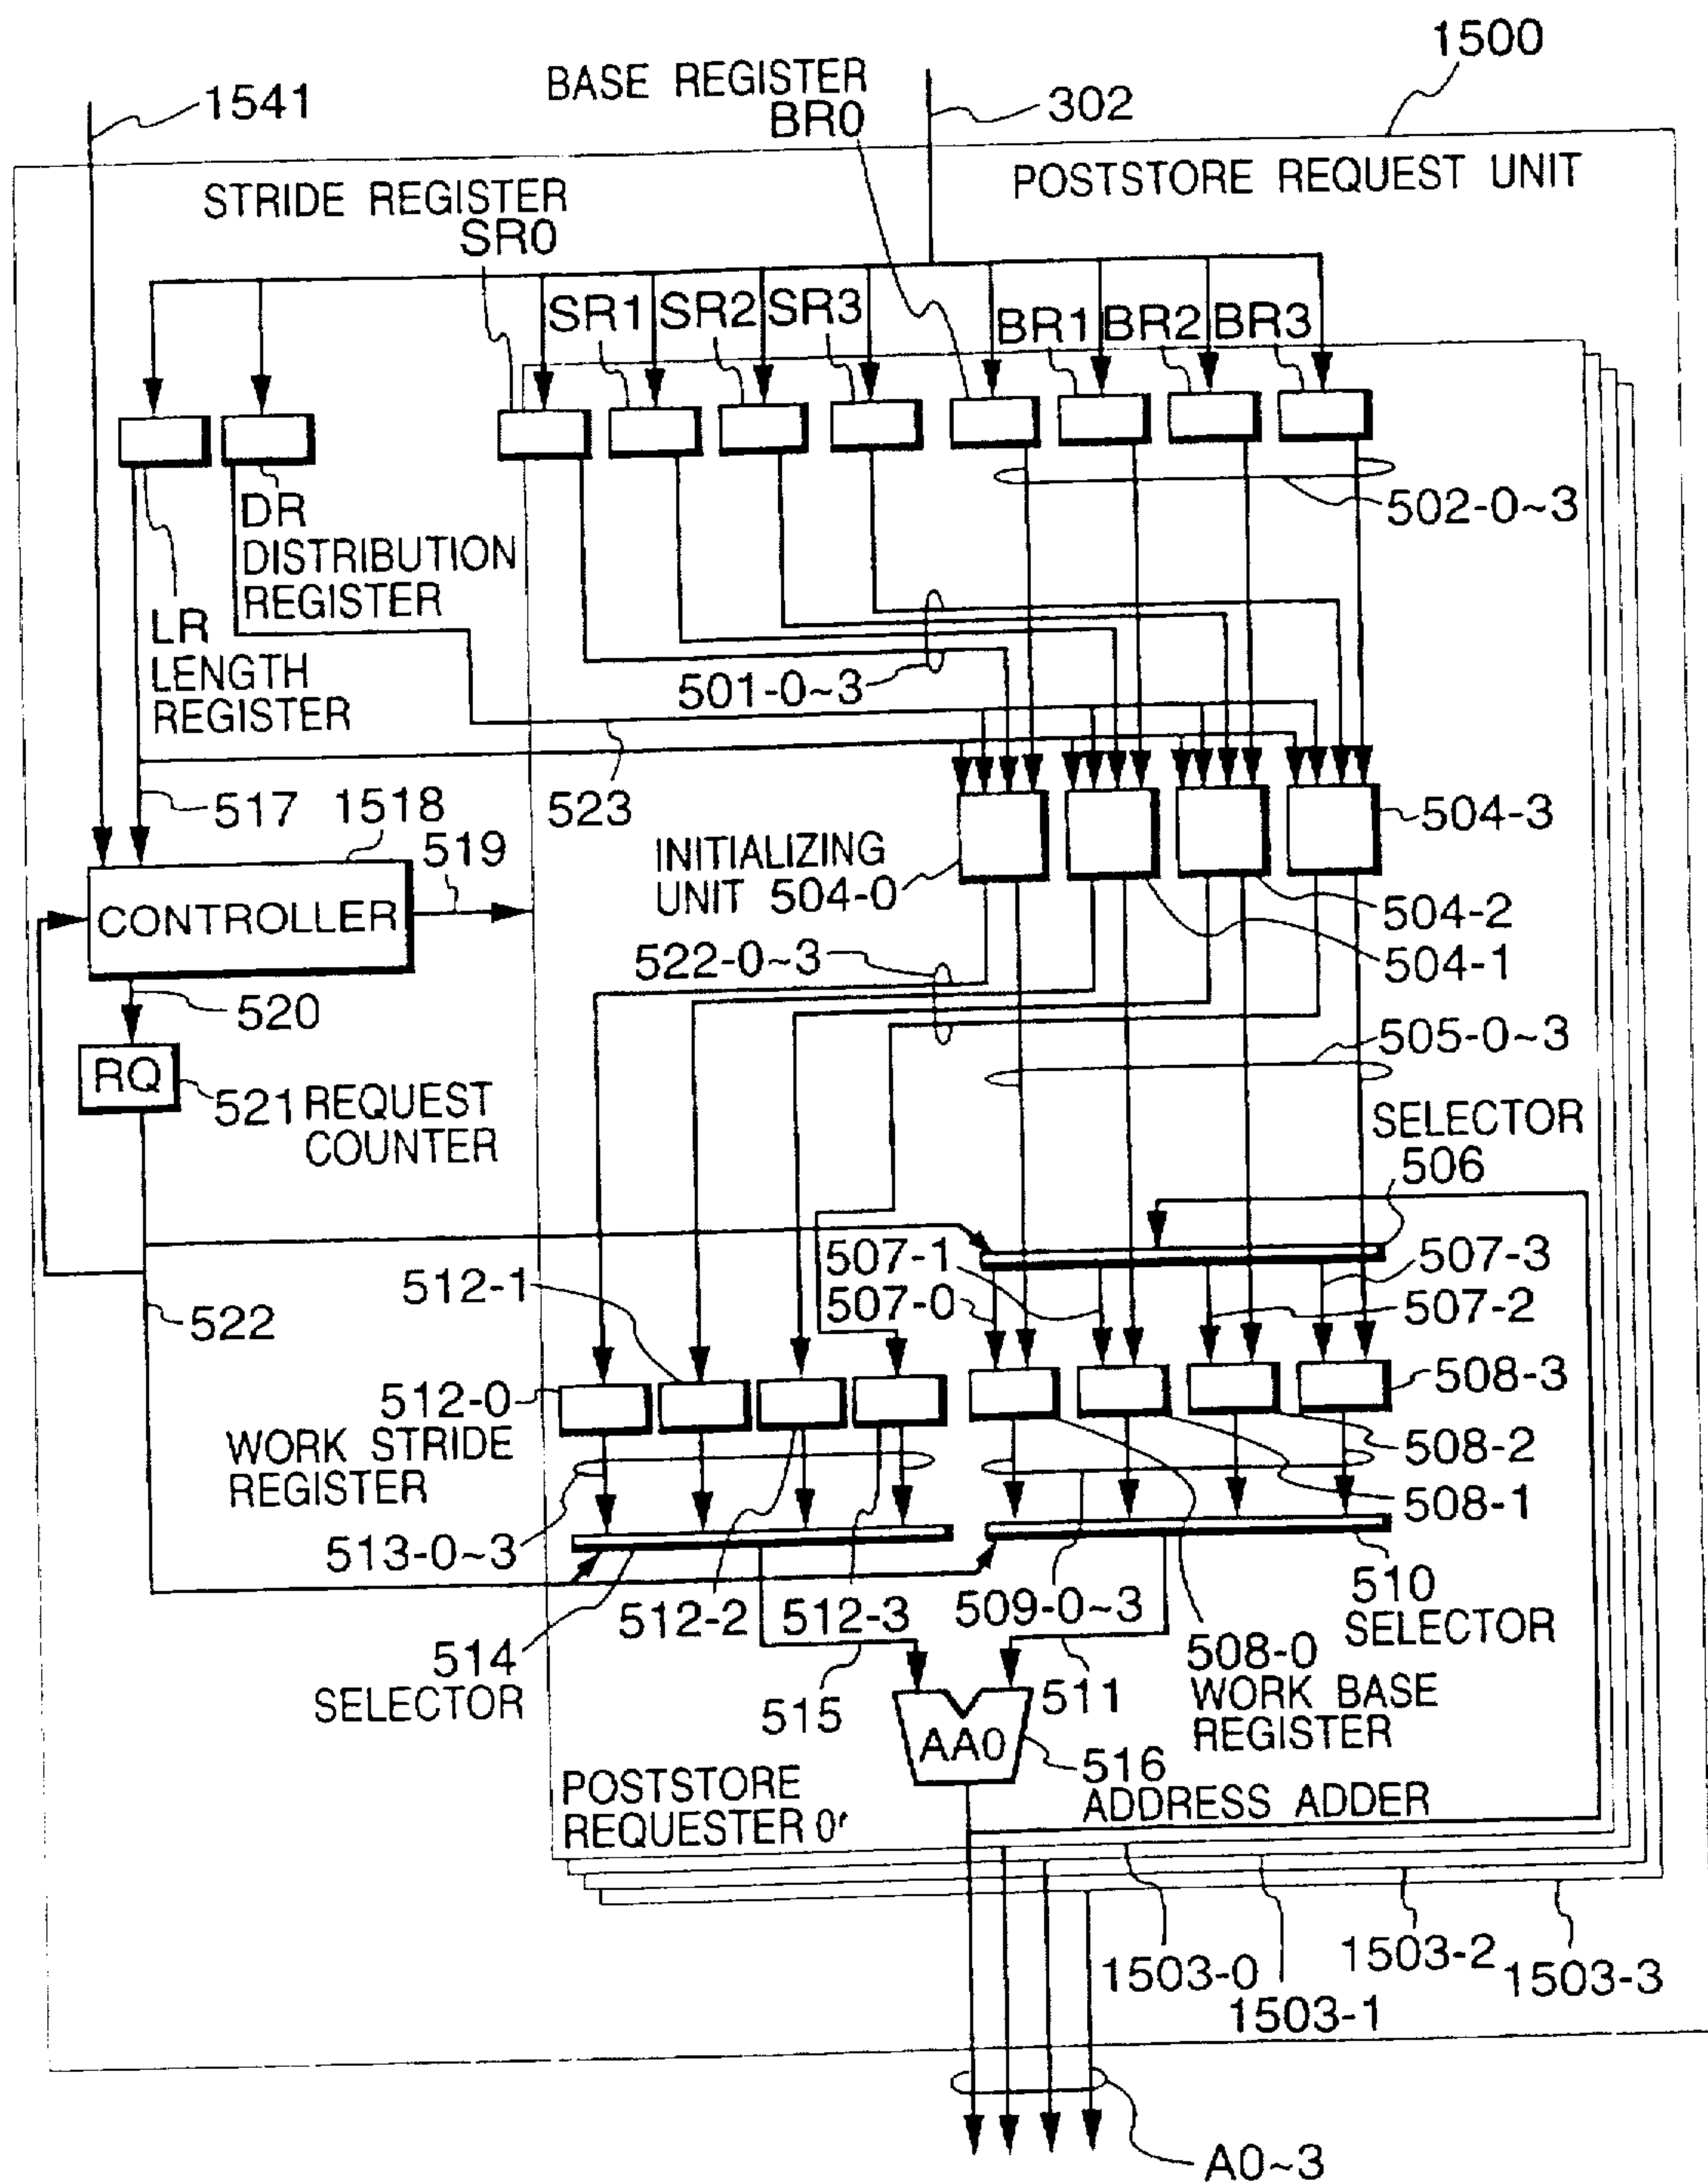 1500
1541
BASE REGISTER
BR0
302
POSTSTORE REQUEST UNIT
STRIDE REGISTER
SR0
SR1
SR2
SR3
BR1
BR2
BR3
502-0~3
DR
DISTRIBUTION
REGISTER
LR
LENGTH
REGISTER
501-0~3
517
1518
519
523
504-3
INITIALIZING
UNIT 504-0
CONTROLLER
504-2
504-1
522-0~3
520
505-0~3
RQ
521 REQUEST
COUNTER
SELECTOR
506
507-1
507-0
507-3
507-2
512-1
522
512-0
WORK STRIDE
REGISTER
508-3
508-2
508-1
513-0~3
512-2
512-3
509-0~3
510
SELECTOR
514
SELECTOR
515
511
508-0
WORK BASE
REGISTER
AA0
516
ADDRESS ADDER
POSTSTORE
REQUESTER 0'
1503-0
1503-1
1503-2
1503-3
A0~3